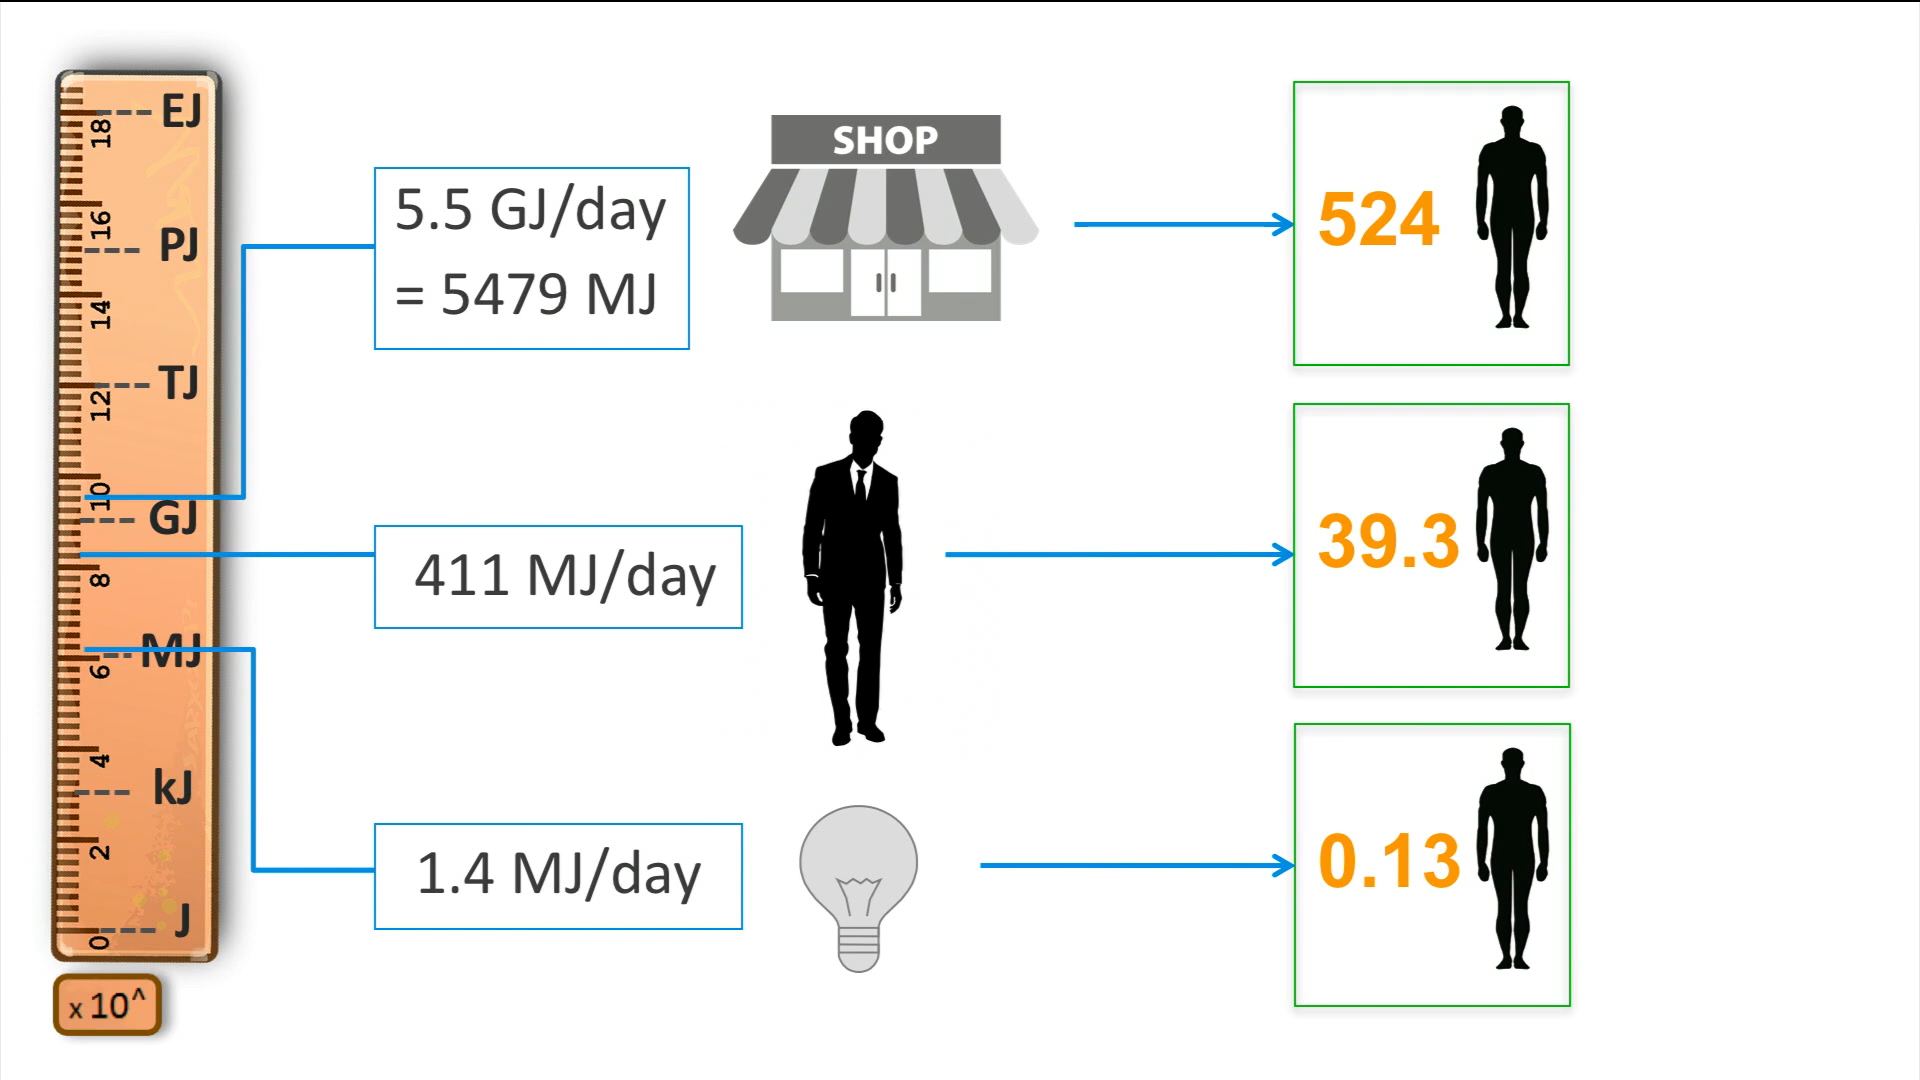 EJ
18
16
PJ
14
TJ
12
10
GJ
8
MJ
6
4
kJ
2
J
0
x 10^
5.5 GJ/day
= 5479 MJ
SHOP
524
411 MJ/day
39.3
1.4 MJ/day
0.13